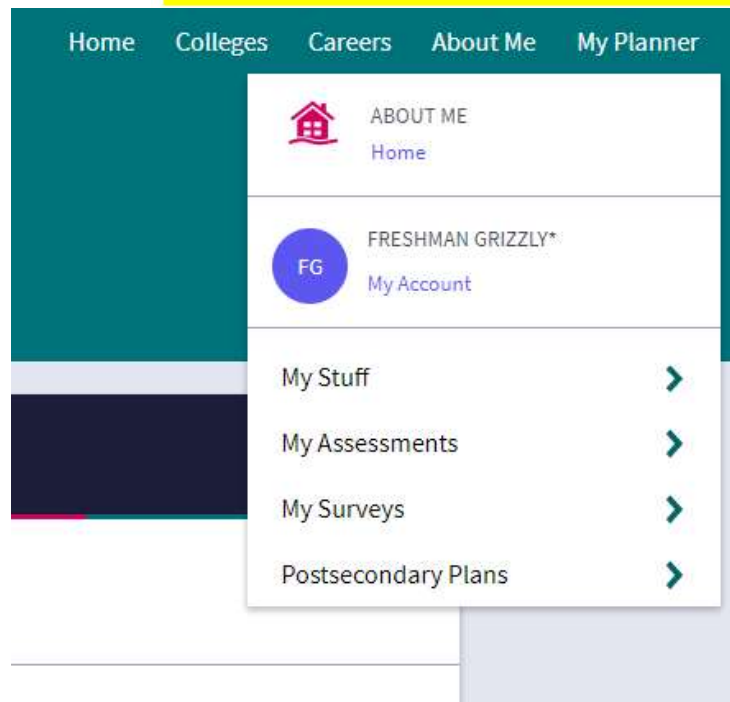 Home Colleges Careers About Me My Planner
ABOUT ME
Home
FRESHMAN GRIZZLY*
FG
My Account
My Stuff
My Assessments
My Surveys
Postsecondary Plans